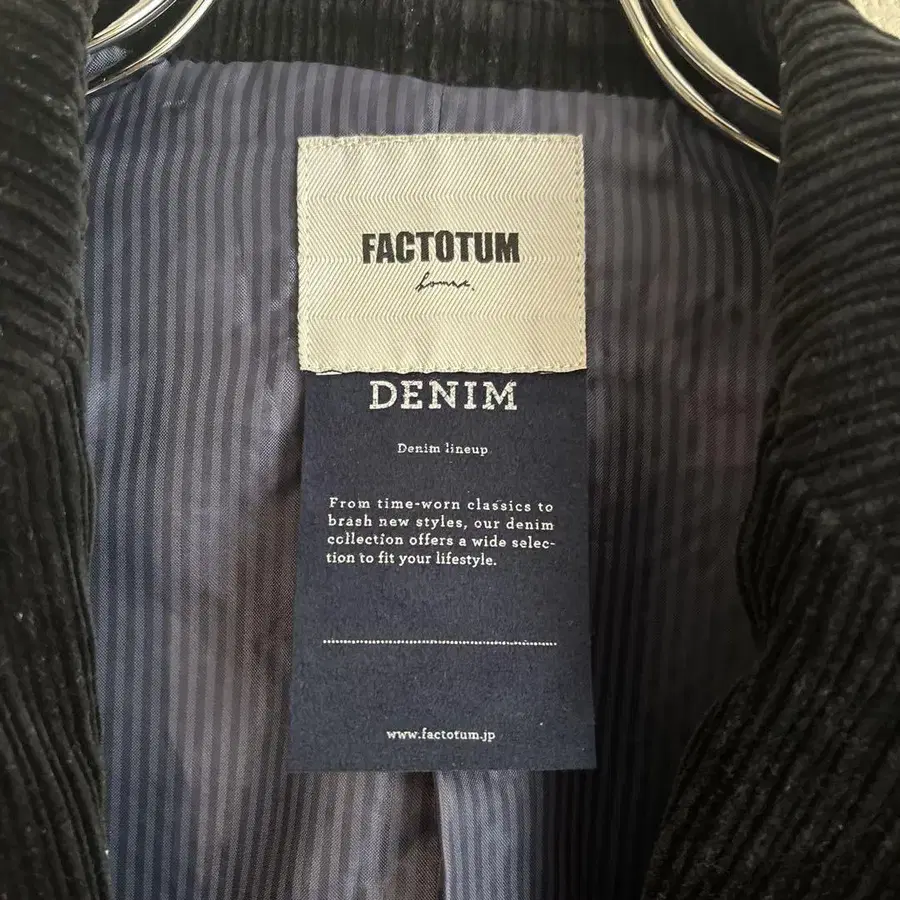 FACTOTUM
homme.
DENIM
Denim lineup
From time-worn classics to
brash new styles, our denim
collection offers a wide selec-
tion to fit your lifestyle.
www.factotum.jp